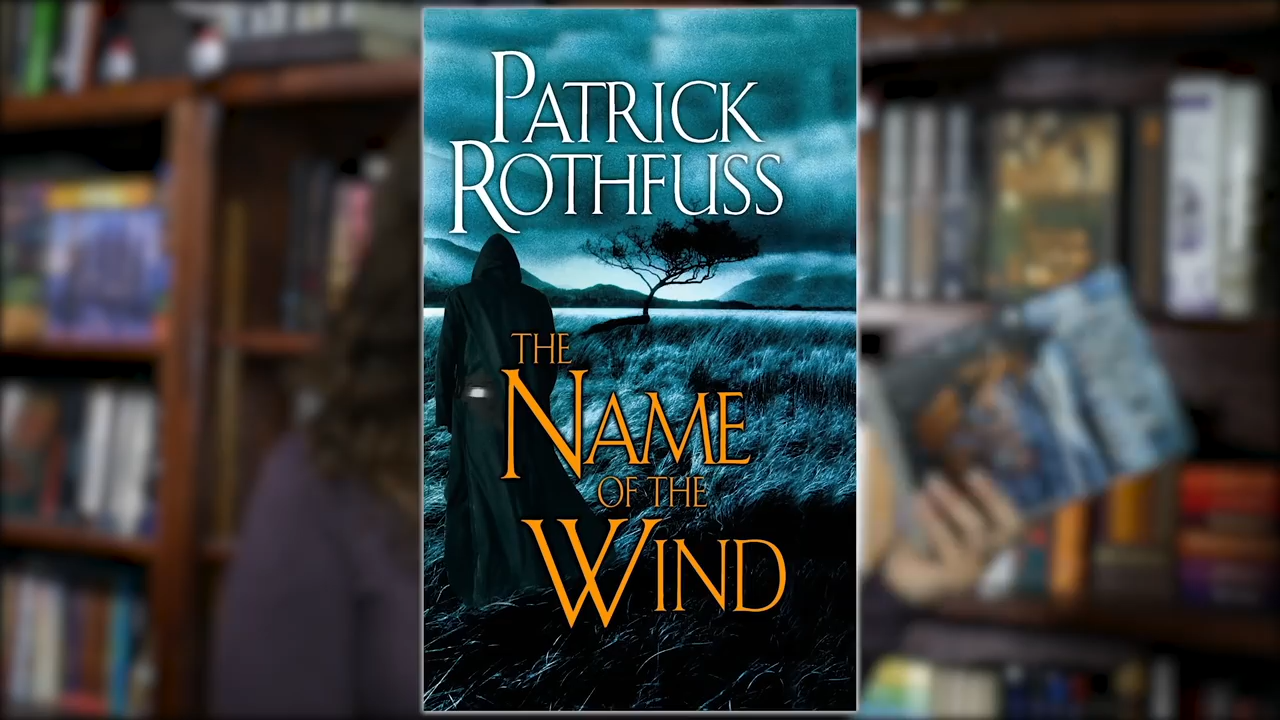 PATRICK
ROTHFUSS
THE
NAME
OF THE
WIND